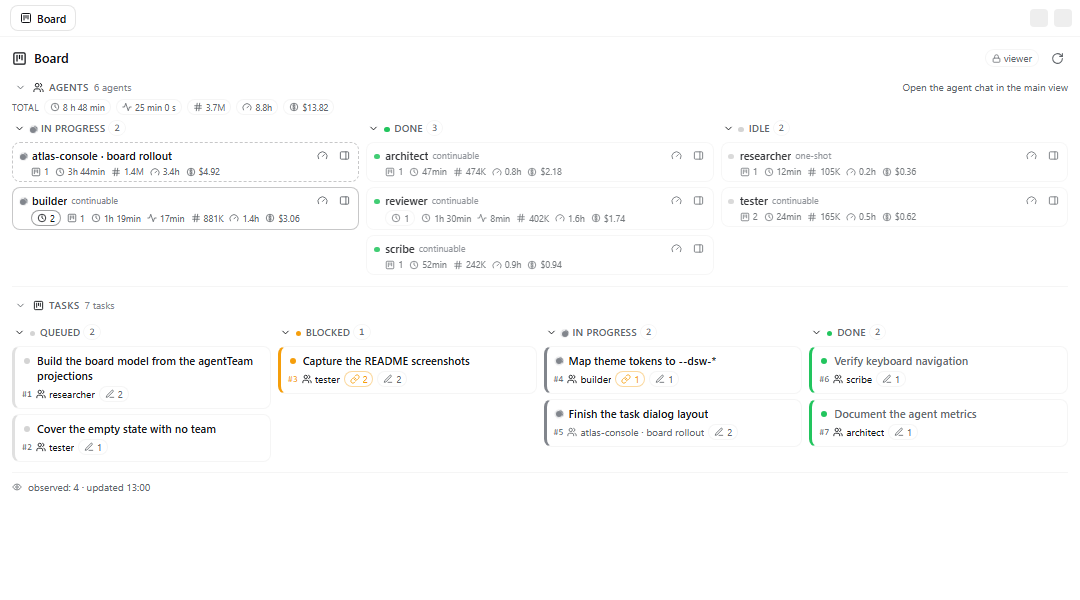 Board
Board
viewer
AGENTS 6 agents
Open the agent chat in the main view
TOTAL 8 h 48 min 25 min 0 s # 3.7M 8.8h $13.82
IN PROGRESS 2
atlas-console · board rollout
1 3h 44min # 1.4M 3.4h $4.92
builder continuable
2 1 1h 19min 17min # 881K 1.4h $3.06
DONE 3
architect continuable
1 47min # 474K 0.8h $2.18
reviewer continuable
1 1h 30min 8min # 402K 1.6h $1.74
scribe continuable
1 52min # 242K 0.9h $0.94
IDLE 2
researcher one-shot
1 12min # 105K 0.2h $0.36
tester continuable
2 24min # 165K 0.5h $0.62
TASKS 7 tasks
QUEUED 2
Build the board model from the agentTeam
projections
#1 researcher 2
Cover the empty state with no team
#2 tester 1
BLOCKED 1
Capture the README screenshots
#3 tester 2 2
IN PROGRESS 2
Map theme tokens to --dsw-*
#4 builder 1 1
Finish the task dialog layout
#5 atlas-console · board rollout 2
DONE 2
Verify keyboard navigation
#6 scribe 1
Document the agent metrics
#7 architect 1
observed: 4 · updated 13:00